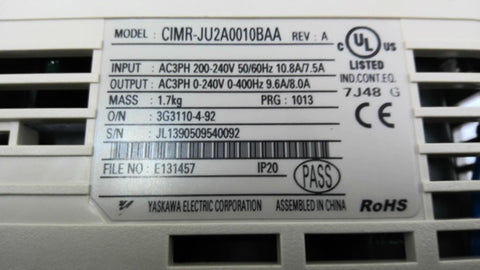 MODEL : CIMR-JU2A0010BAA REV : A
C UL US
LISTED
IND.CONT.EQ.
7J48 G
INPUT : AC3PH 200-240V 50/60Hz 10.8A/7.5A
OUTPUT : AC3PH 0-240V 0-400Hz 9.6A/8.0A
MASS : 1.7kg PRG : 1013
O/N : 3G3110-4-92
S/N : JL1390509540092
CE
FILE NO : E131457 IP20
PASS
YASKAWA ELECTRIC CORPORATION ASSEMBLED IN CHINA
RoHS